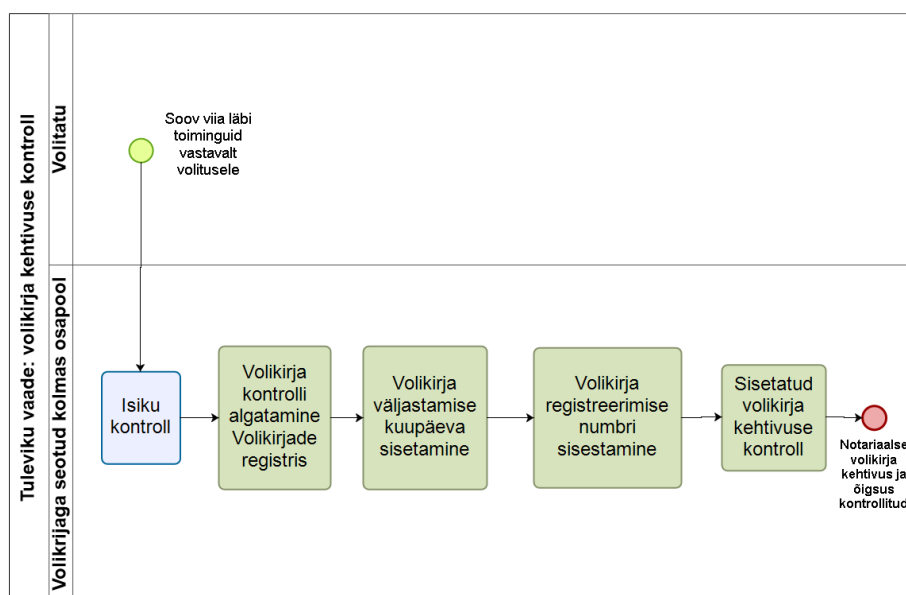 Tuleviku vaade: volikirja kehtivuse kontroll
Volitatu
Soov viia läbi
toiminguid
vastavalt
volitusele
Volikrijaga seotud kolmas osapool
Isiku
kontroll
Volikirja
kontrolli
algatamine
Volikirjade
registris
Volikirja
väljastamise
kuupäeva
sisetamine
Volikirja
registreerimise
numbri
sisestamine
Sisetatud
volikirja
kehtivuse
kontroll
Notariaalse
volikirja
kehtivus ja
õigsus
kontrollitud